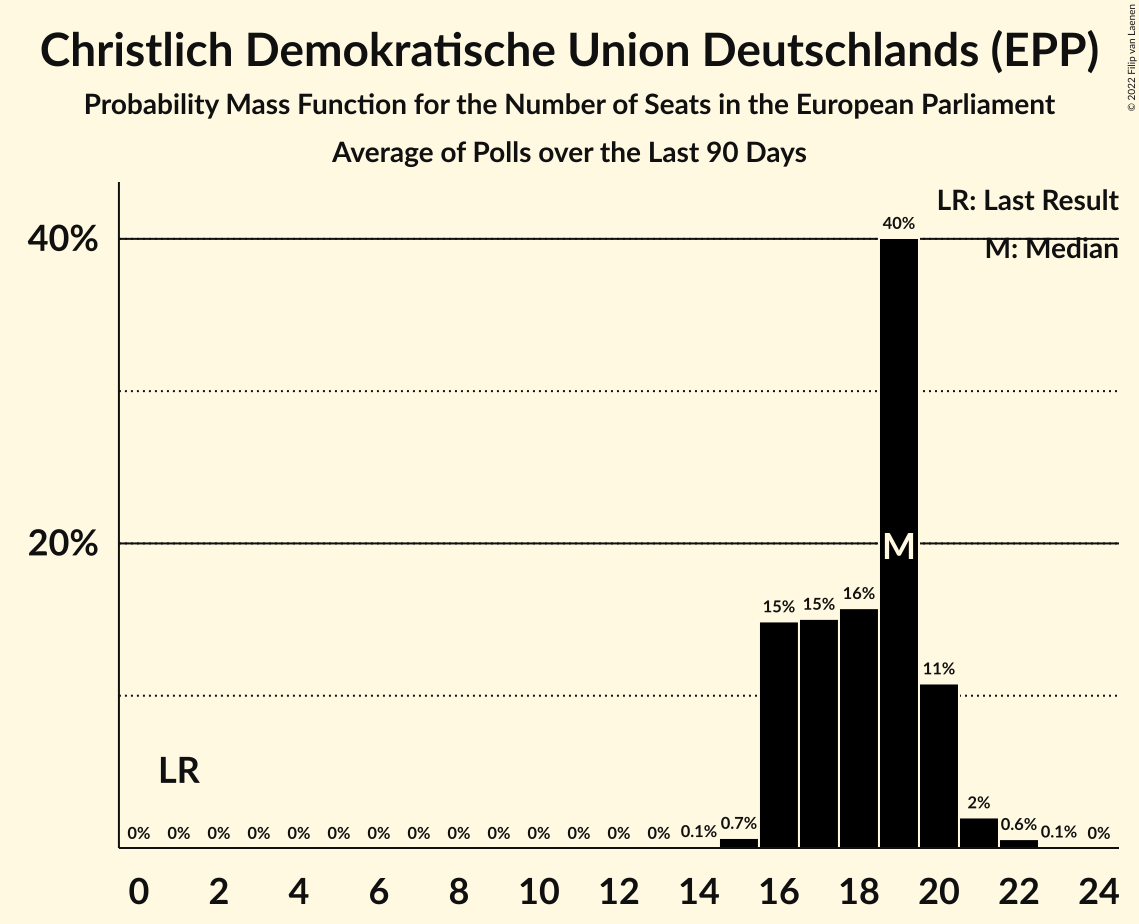 Christlich Demokratische Union Deutschlands (EPP)
Probability Mass Function for the Number of Seats in the European Parliament
Average of Polls over the Last 90 Days
© 2022 Filip van Laenen
LR: Last Result
M: Median
40%
20%
40%
M
15% 15% 16% 11%
LR
0% 0% 0% 0% 0% 0% 0% 0% 0% 0% 0% 0% 0% 0% 0.1% 0.7% 2% 0.6% 0.1% 0%
0 2 4 6 8 10 12 14 16 18 20 22 24